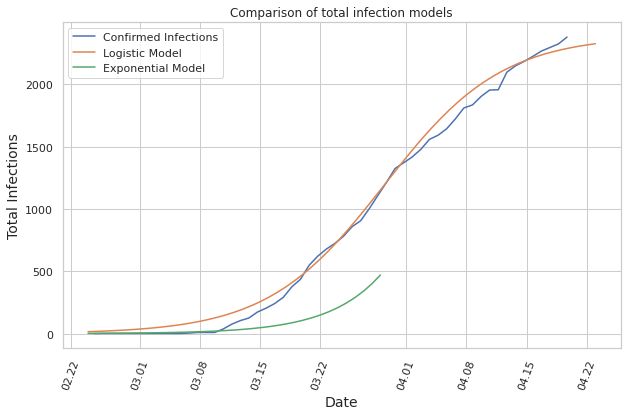 Comparison of total infection models
Confirmed Infections
Logistic Model
Exponential Model
Total Infections
2000
1500
1000
500
0
02.22
03.01
03.08
03.15
03.22
04.01
04.08
04.15
04.22
Date